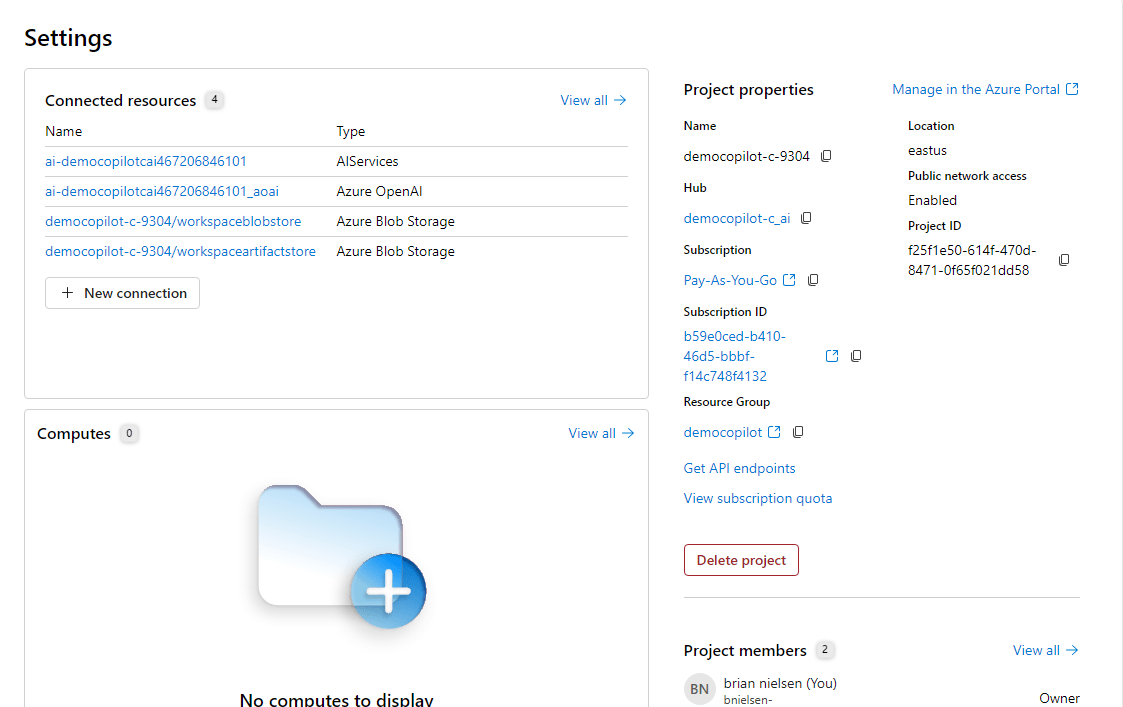 Settings
Connected resources 4
View all
Name Type
ai-democopilotcai467206846101 AIServices
ai-democopilotcai467206846101_aoai Azure OpenAI
democopilot-c-9304/workspaceblobstore Azure Blob Storage
democopilot-c-9304/workspaceartifactstore Azure Blob Storage
New connection
Computes 0
View all
No computes to display
Project properties
Manage in the Azure Portal
Name
democopilot-c-9304
Hub
democopilot-c_ai
Subscription
Pay-As-You-Go
Subscription ID
b59e0ced-b410-
46d5-bbbf-
f14c748f4132
Resource Group
democopilot
Get API endpoints
View subscription quota
Location
eastus
Public network access
Enabled
Project ID
f25f1e50-614f-470d-
8471-0f65f021dd58
Delete project
Project members 2
View all
BN
brian nielsen (You)
bnielsen-
Owner